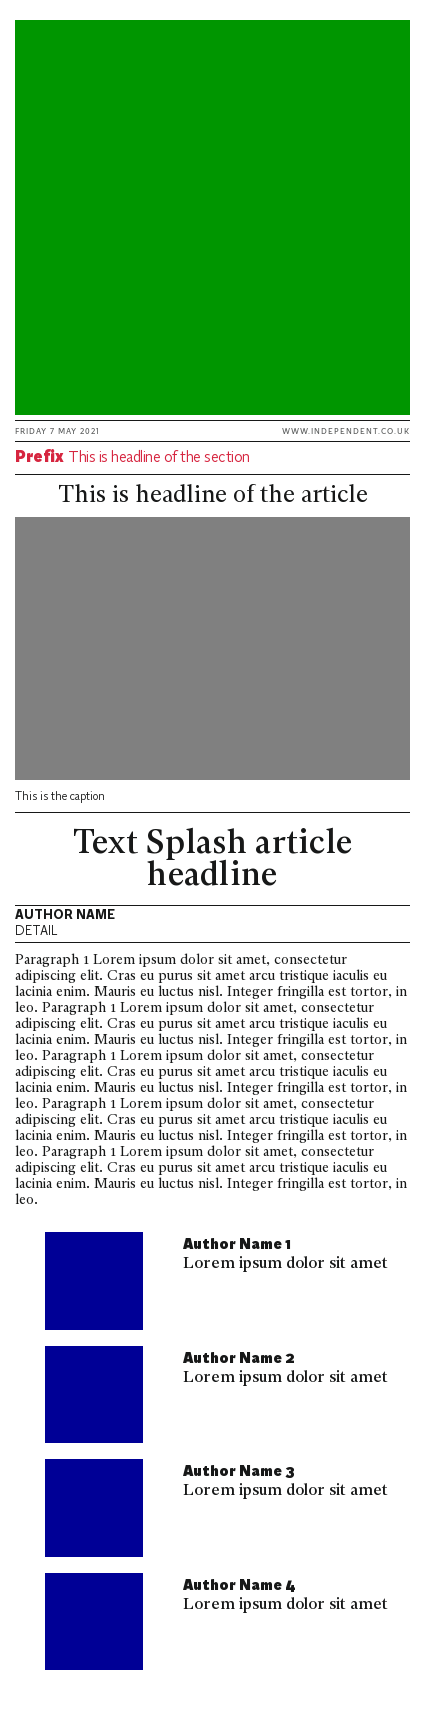 FRIDAY 7 MAY 2021 WWW.INDEPENDENT.CO.UK
Prefix This is headline of the section
This is headline of the article
This is the caption
Text Splash article
headline
AUTHOR NAME
DETAIL
Paragraph 1 Lorem ipsum dolor sit amet, consectetur
adipiscing elit. Cras eu purus sit amet arcu tristique iaculis eu
lacinia enim. Mauris eu luctus nisl. Integer fringilla est tortor, in
leo. Paragraph 1 Lorem ipsum dolor sit amet, consectetur
adipiscing elit. Cras eu purus sit amet arcu tristique iaculis eu
lacinia enim. Mauris eu luctus nisl. Integer fringilla est tortor, in
leo. Paragraph 1 Lorem ipsum dolor sit amet, consectetur
adipiscing elit. Cras eu purus sit amet arcu tristique iaculis eu
lacinia enim. Mauris eu luctus nisl. Integer fringilla est tortor, in
leo. Paragraph 1 Lorem ipsum dolor sit amet, consectetur
adipiscing elit. Cras eu purus sit amet arcu tristique iaculis eu
lacinia enim. Mauris eu luctus nisl. Integer fringilla est tortor, in
leo. Paragraph 1 Lorem ipsum dolor sit amet, consectetur
adipiscing elit. Cras eu purus sit amet arcu tristique iaculis eu
lacinia enim. Mauris eu luctus nisl. Integer fringilla est tortor, in
leo.
Author Name 1
Lorem ipsum dolor sit amet
Author Name 2
Lorem ipsum dolor sit amet
Author Name 3
Lorem ipsum dolor sit amet
Author Name 4
Lorem ipsum dolor sit amet